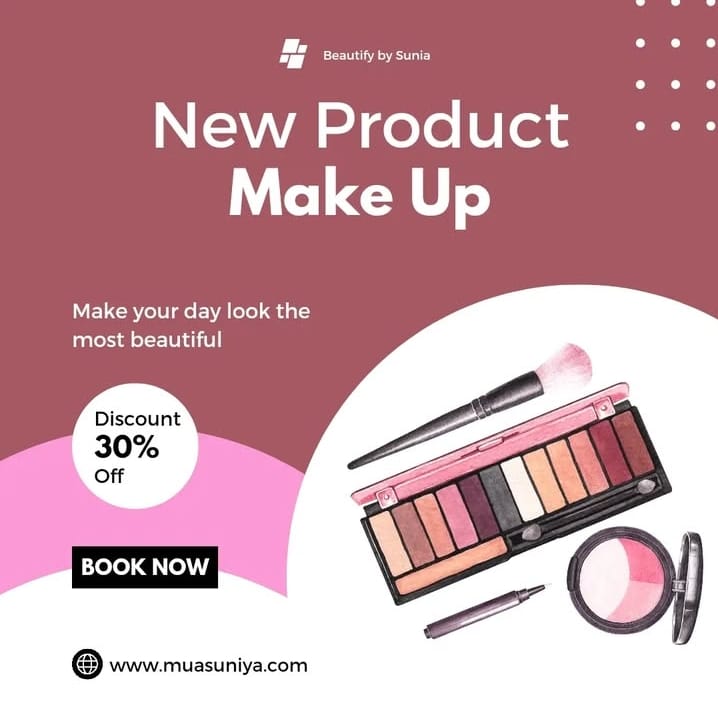 Beautify by Sunia
New Product
Make Up
Make your day look the
most beautiful
Discount
30%
Off
BOOK NOW
www.muasuniya.com